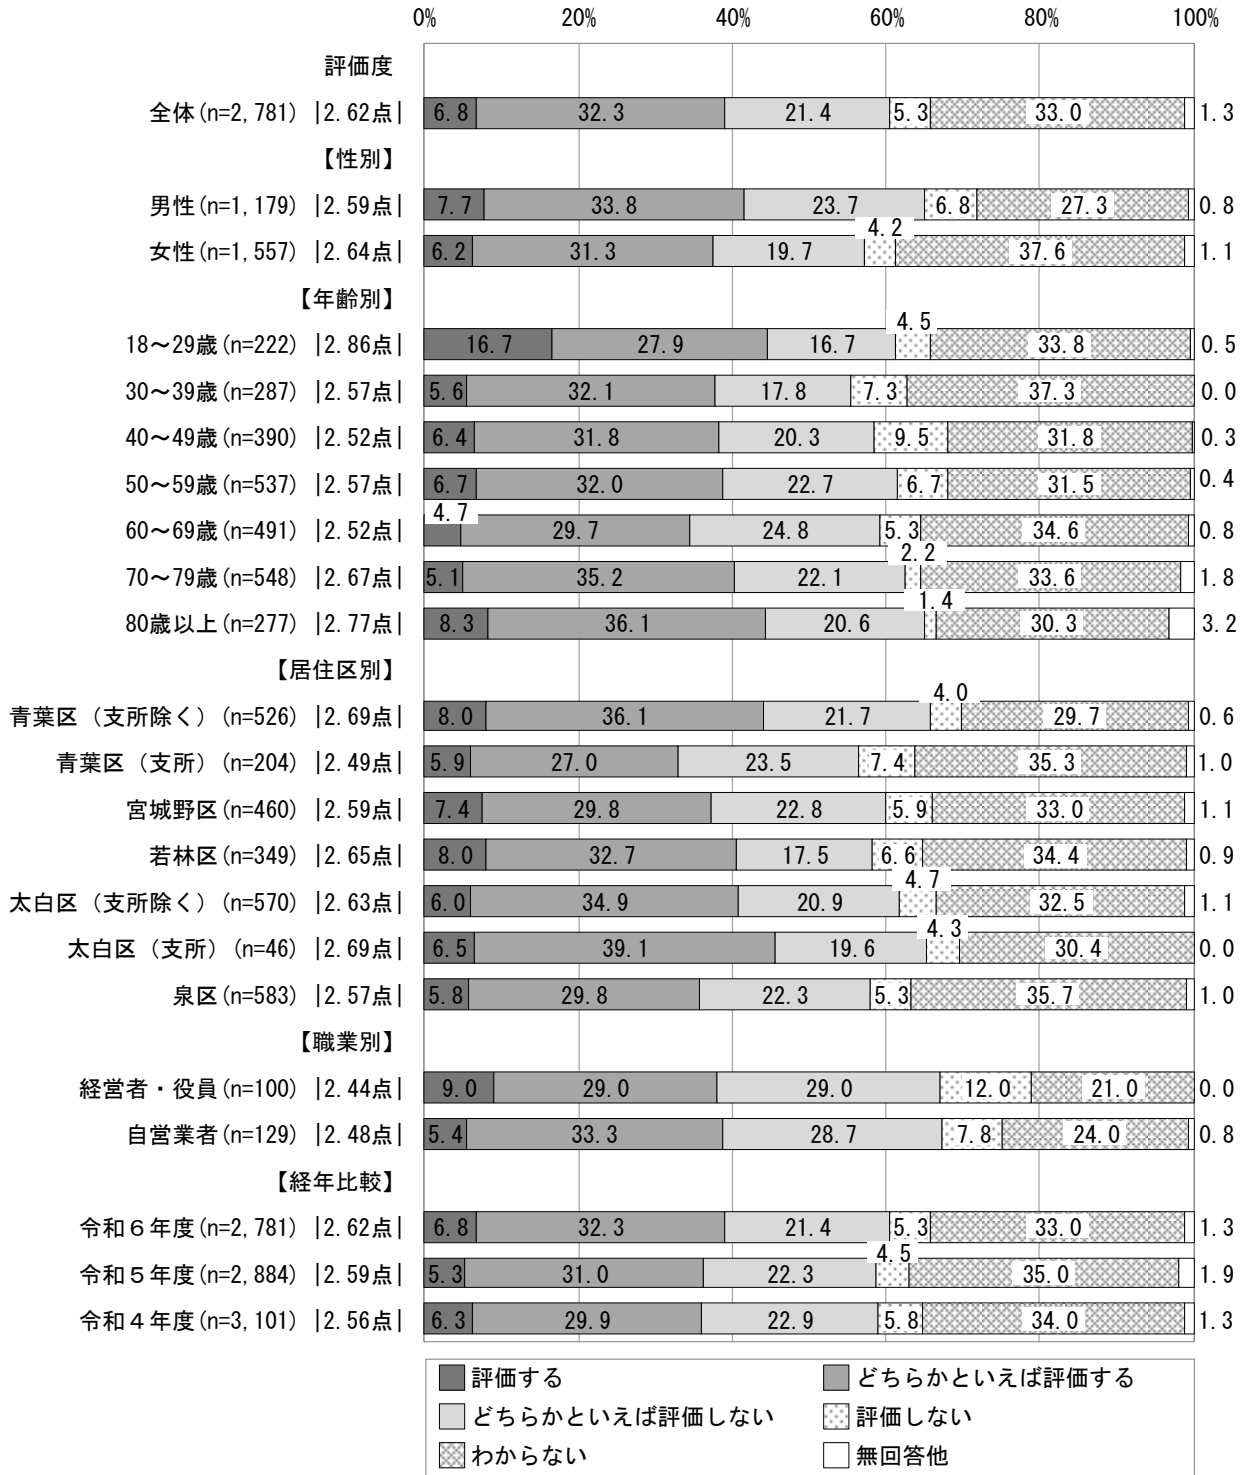 0% 20% 40% 60% 80% 100%
評価度
全体(n=2,781) |2.62点| 6.8 32.3 21.4 5.3 33.0 1.3
【性別】
男性(n=1,179) |2.59点| 7.7 33.8 23.7 6.8 27.3 0.8
女性(n=1,557) |2.64点| 6.2 31.3 19.7 4.2 37.6 1.1
【年齢別】
18～29歳(n=222) |2.86点| 16.7 27.9 16.7 4.5 33.8 0.5
30～39歳(n=287) |2.57点| 5.6 32.1 17.8 7.3 37.3 0.0
40～49歳(n=390) |2.52点| 6.4 31.8 20.3 9.5 31.8 0.3
50～59歳(n=537) |2.57点| 6.7 32.0 22.7 6.7 31.5 0.4
60～69歳(n=491) |2.52点| 4.7 29.7 24.8 5.3 34.6 0.8
70～79歳(n=548) |2.67点| 5.1 35.2 22.1 2.2 33.6 1.8
80歳以上(n=277) |2.77点| 8.3 36.1 20.6 1.4 30.3 3.2
【居住区別】
青葉区（支所除く）(n=526) |2.69点| 8.0 36.1 21.7 4.0 29.7 0.6
青葉区（支所）(n=204) |2.49点| 5.9 27.0 23.5 7.4 35.3 1.0
宮城野区(n=460) |2.59点| 7.4 29.8 22.8 5.9 33.0 1.1
若林区(n=349) |2.65点| 8.0 32.7 17.5 6.6 34.4 0.9
太白区（支所除く）(n=570) |2.63点| 6.0 34.9 20.9 4.7 32.5 1.1
太白区（支所）(n=46) |2.69点| 6.5 39.1 19.6 4.3 30.4 0.0
泉区(n=583) |2.57点| 5.8 29.8 22.3 5.3 35.7 1.0
【職業別】
経営者・役員(n=100) |2.44点| 9.0 29.0 29.0 12.0 21.0 0.0
自営業者(n=129) |2.48点| 5.4 33.3 28.7 7.8 24.0 0.8
【経年比較】
令和６年度(n=2,781) |2.62点| 6.8 32.3 21.4 5.3 33.0 1.3
令和５年度(n=2,884) |2.59点| 5.3 31.0 22.3 4.5 35.0 1.9
令和４年度(n=3,101) |2.56点| 6.3 29.9 22.9 5.8 34.0 1.3
評価する どちらかといえば評価する
どちらかといえば評価しない 評価しない
わからない 無回答他